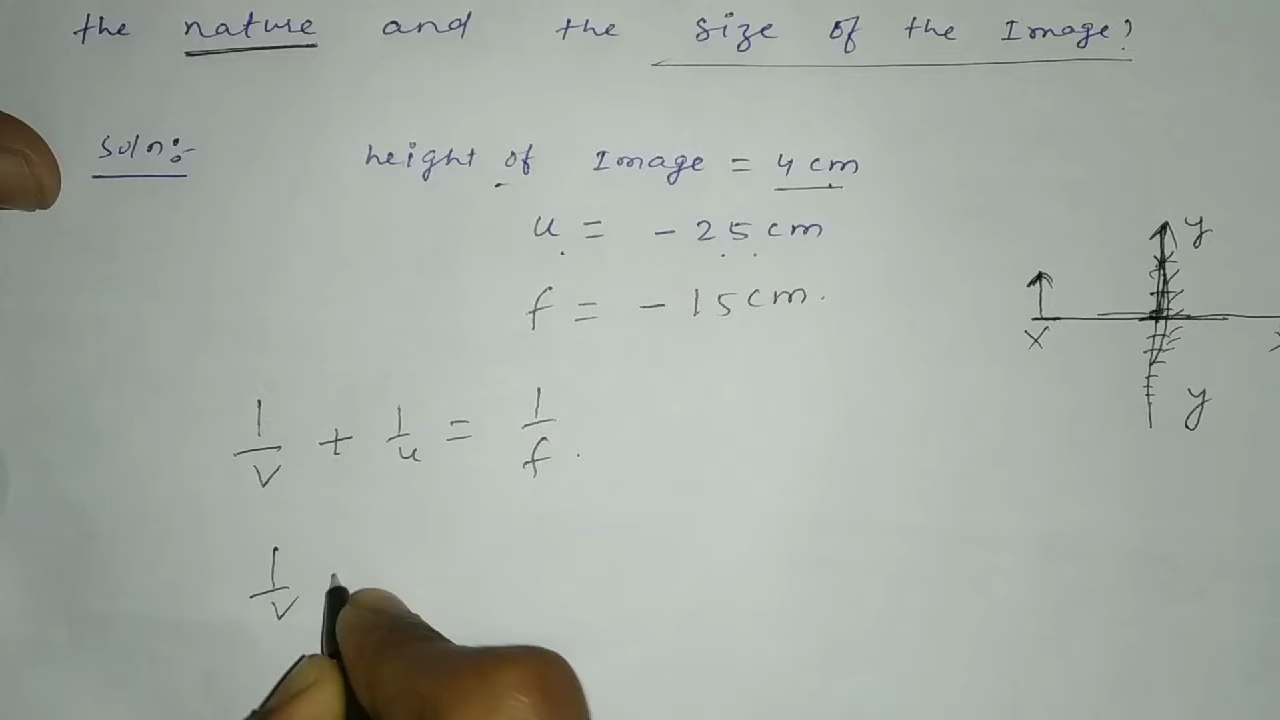 the nature and the size of the Image?
Soln:-
height of Image = 4 cm
u = - 25 cm
f = - 15 cm.
1/v + 1/u = 1/f.
1/v
y
X
y